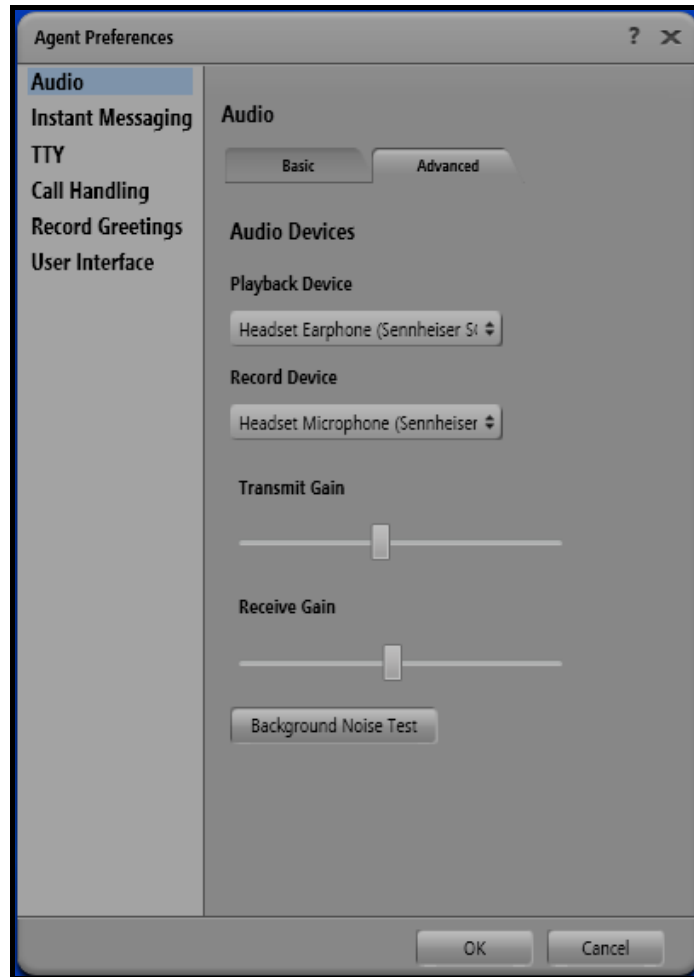 Agent Preferences
?
Audio
Instant Messaging
TTY
Call Handling
Record Greetings
User Interface
Audio
Basic Advanced
Audio Devices
Playback Device
Headset Earphone (Sennheiser
Record Device
Headset Microphone (Sennheiser
Transmit Gain
Receive Gain
Background Noise Test
OK Cancel